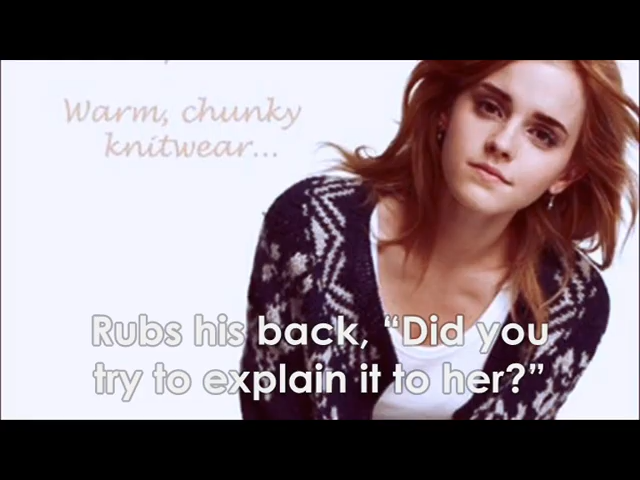 Warm, chunky
knitwear...
Rubs his back, “Did you
try to explain it to her?”